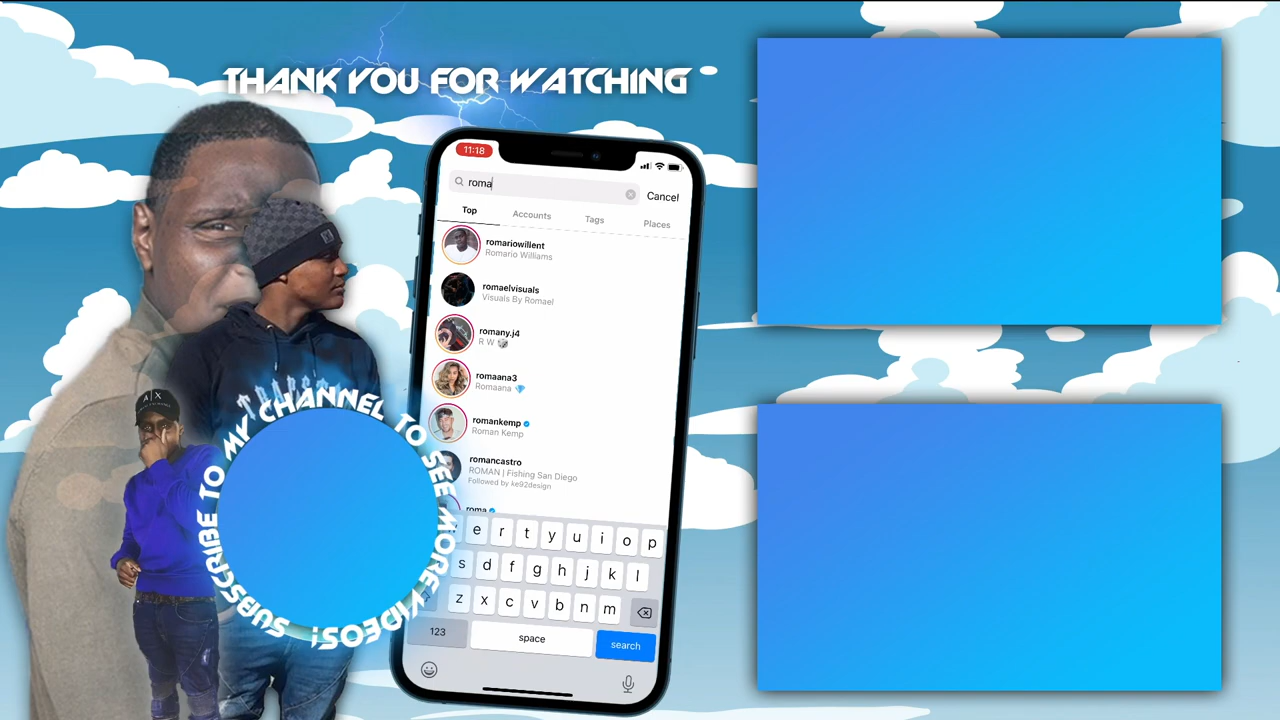 THANK YOU FOR WATCHING
11:18
roma
Cancel
Top
Accounts
Tags
Places
romariowillent
Romario Williams
romaelvisuals
Visuals By Romael
romany.j4
R W
romaana3
Romaana
romankemp
Roman Kemp
romancastro
ROMAN | Fishing San Diego
Followed by ke92design
roma
e r t y u i o p
s d f g h j k l
z x c v b n m
123
space
search
A|X
SUBSCRIBE TO MY CHANNEL TO SEE MORE VIDEOS!